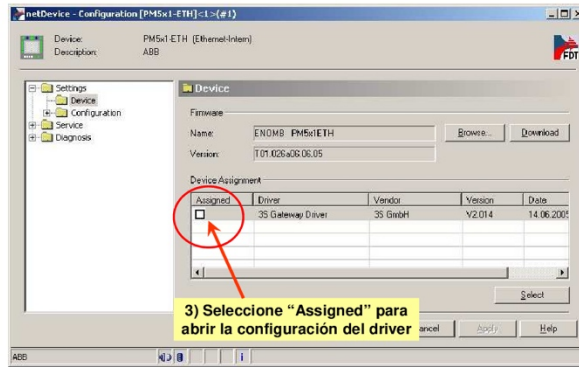 netDevice - Configuration [PM5x1-ETH]<1>(#1)
Device: PM5x1-ETH (Ethernet-Intern)
Description: ABB
FDT
Settings
Device
Configuration
Service
Diagnosis
Device
Firmware
Name: ENOMB PM5x1ETH Browse... Download
Version: T01.026a06.06.05
Device Assignment
Assigned Driver Vendor Version Date
3S Gateway Driver 3S GmbH V2.014 14.06.200
Select
3) Seleccione “Assigned” para
abrir la configuración del driver
ancel Apply Help
ABB